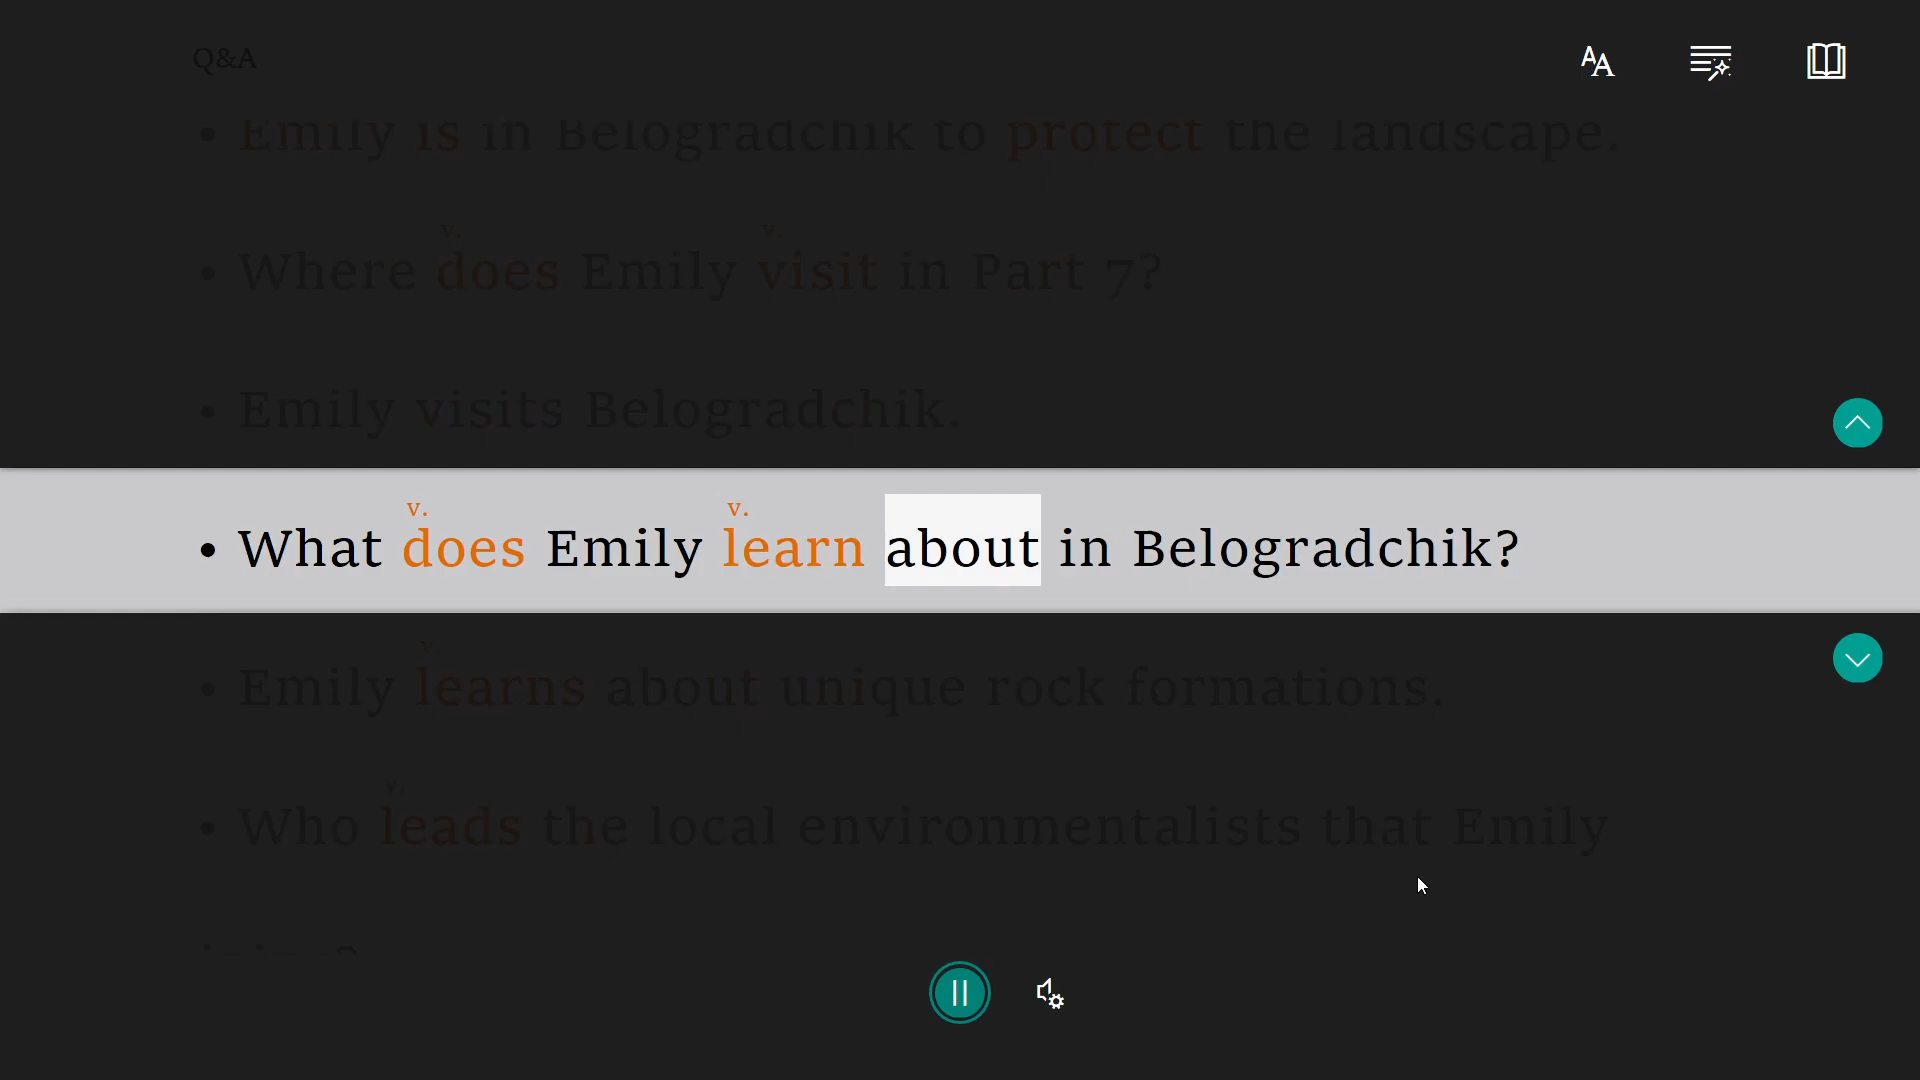 Q&A
• Emily is in Belogradchik to protect the landscape.
v. v.
• Where does Emily visit in Part 7?
• Emily visits Belogradchik.
v. v.
• What does Emily learn about in Belogradchik?
v.
• Emily learns about unique rock formations.
v.
• Who leads the local environmentalists that Emily